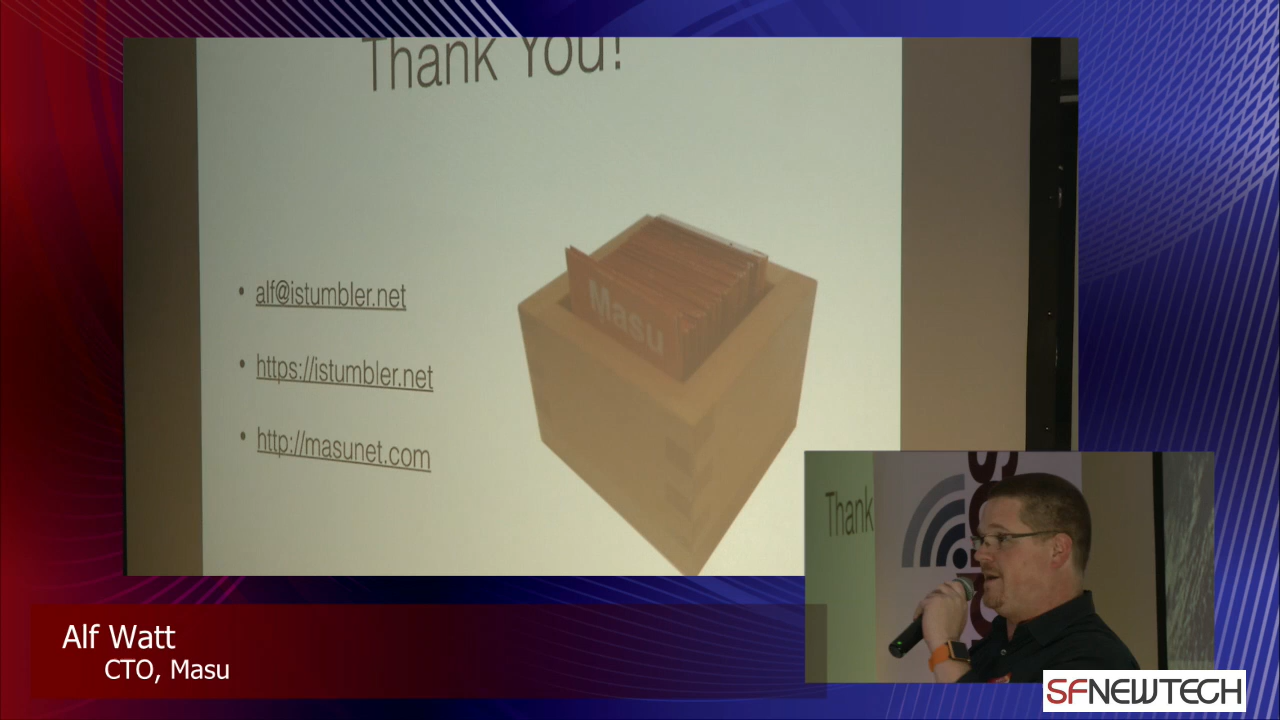 Thank You!
alf@istumbler.net
https://istumbler.net
http://masunet.com
Masu
Thank
Alf Watt
CTO, Masu
SFNEWTECH